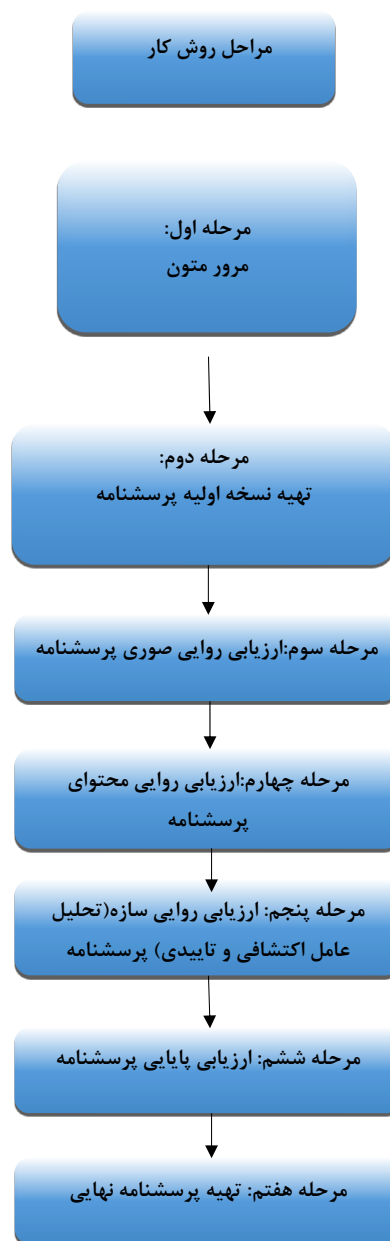 مراحل روش کار
مرحله اول:
مرور متون
مرحله دوم:
تهیه نسخه اولیه پرسشنامه
مرحله سوم:ارزیابی روایی صوری پرسشنامه
مرحله چهارم:ارزیابی روایی محتوای
پرسشنامه
مرحله پنجم: ارزیابی روایی سازه(تحلیل
عامل اکتشافی و تاییدی) پرسشنامه
مرحله ششم: ارزیابی پایایی پرسشنامه
مرحله هفتم: تهیه پرسشنامه نهایی